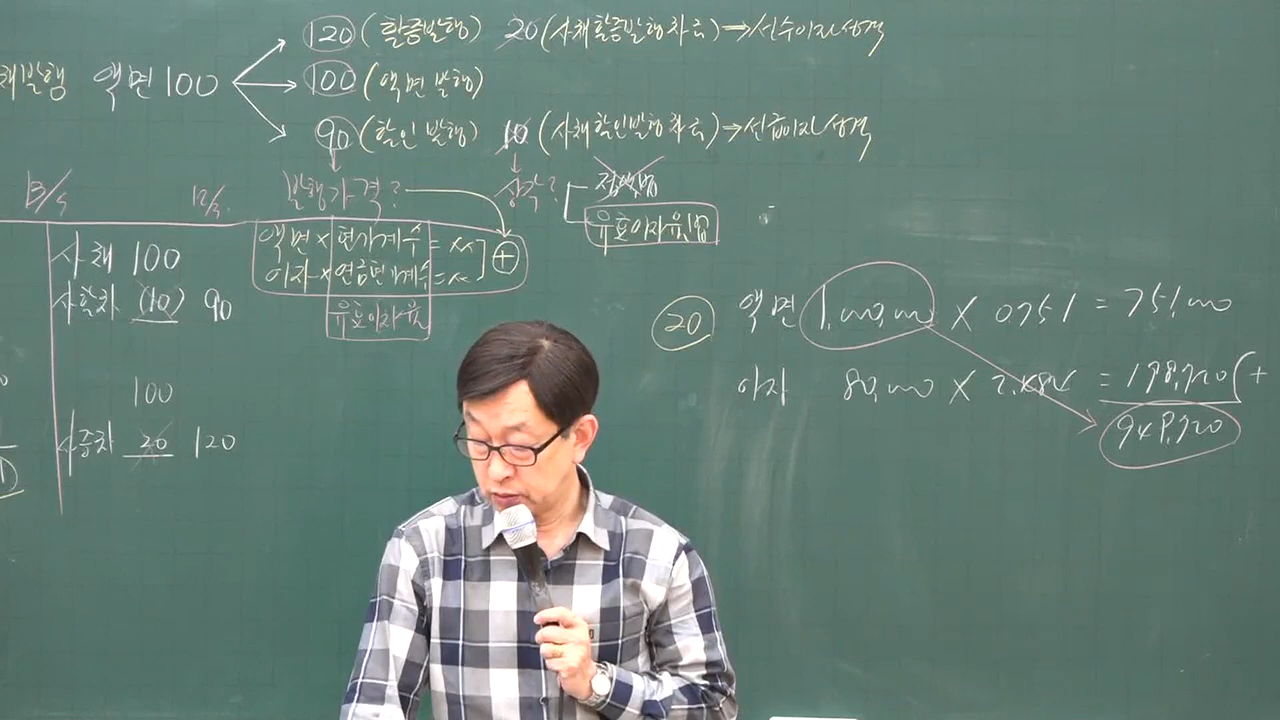 채발행 액면 100
120 (할증발행) 20 (사채할증발행차금) ⇒ 선수이자성격
100 (액면발행)
90 (할인발행) 10 (사채할인발행차금) ⇒ 선급이자성격
B/S 12/31
발행가격? 상각? 정액법
유효이자율법
액면 × 현가계수 = ××
이자 × 연금현가계수 = ××
+
유효이자율
사채 100
사할차 (10) 90
100
사증차 20 120
20 액면 1,000,000 × 0.751 = 751,000
이자 80,000 × 2.484 = 198,720 (+
949,720